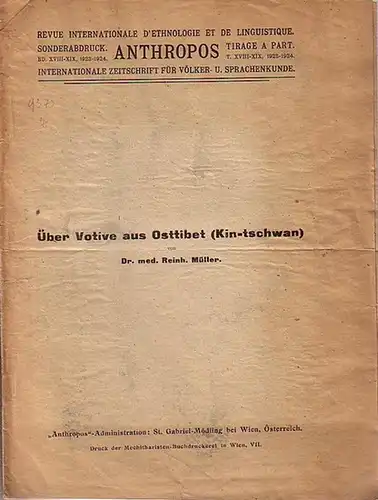 REVUE INTERNATIONALE D'ETHNOLOGIE ET DE LINGUISTIQUE.
SONDERABDRUCK. ANTHROPOS TIRAGE A PART.
BD. XVIII-XIX, 1923-1924. T. XVIII-XIX, 1923-1924.
INTERNATIONALE ZEITSCHRIFT FÜR VÖLKER- U. SPRACHENKUNDE.
Über Votive aus Osttibet (Kin-tschwan)
von
Dr. med. Reinh. Müller.
„Anthropos“-Administration: St. Gabriel-Mödling bei Wien, Österreich.
Druck der Mechitharisten-Buchdruckerei in Wien, VII.